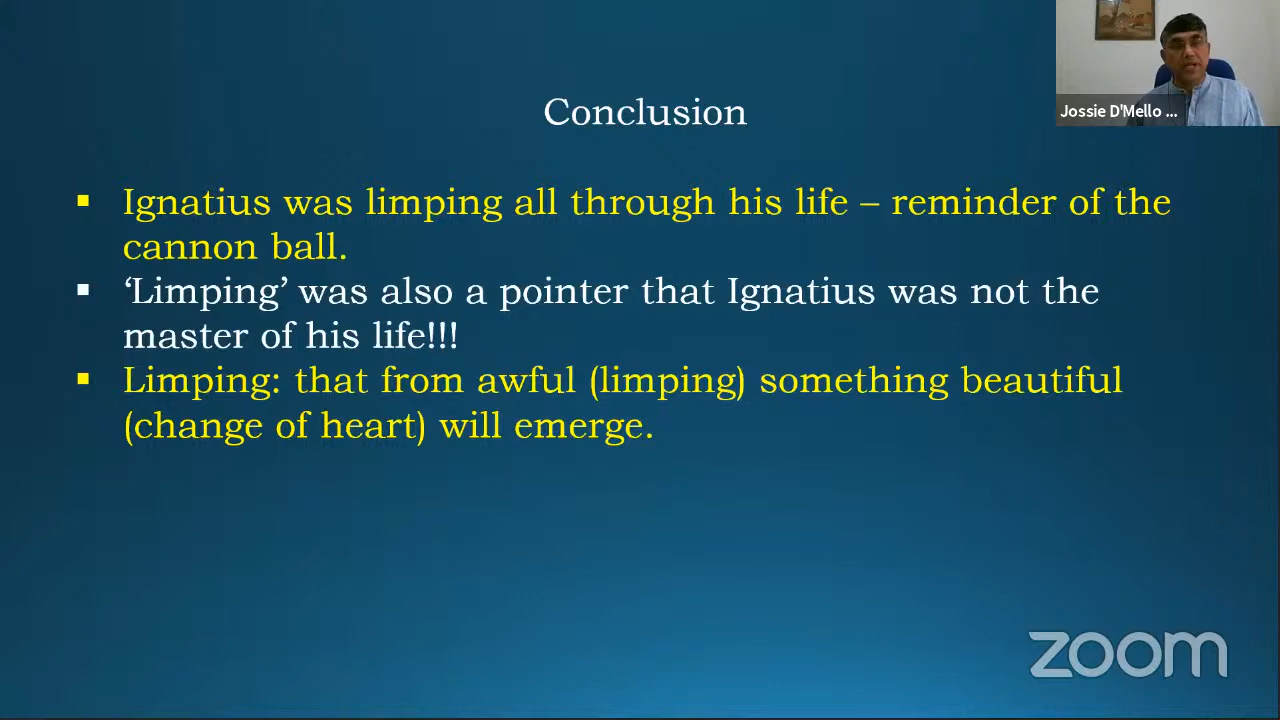 Conclusion
Jossie D'Mello ...
▪ Ignatius was limping all through his life – reminder of the
cannon ball.
▪ ‘Limping’ was also a pointer that Ignatius was not the
master of his life!!!
▪ Limping: that from awful (limping) something beautiful
(change of heart) will emerge.
zoom